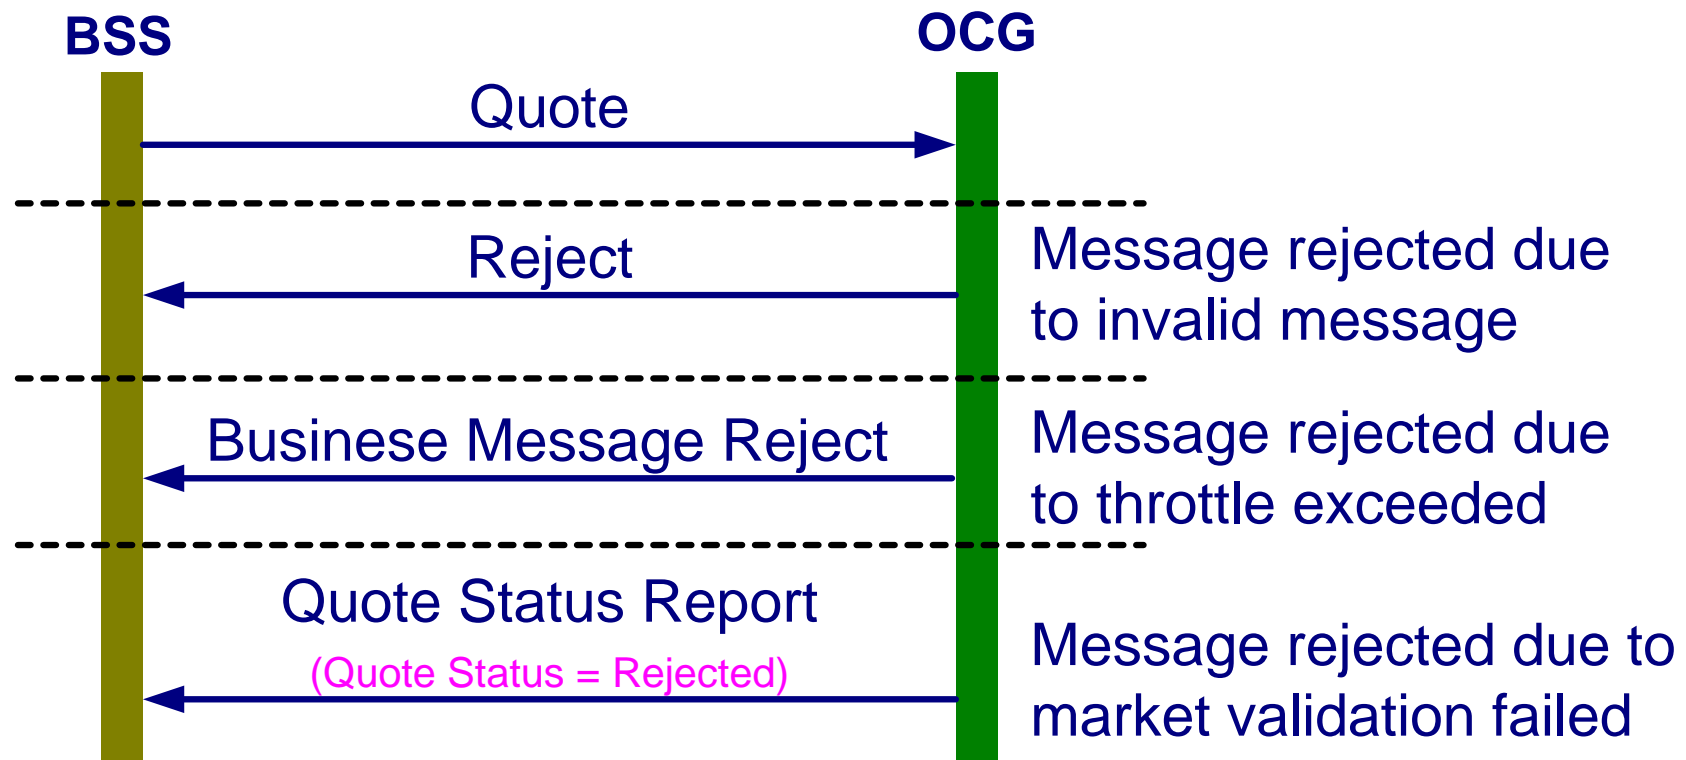 BSS
OCG
Quote
Reject
Message rejected due
to invalid message
Businese Message Reject
Message rejected due
to throttle exceeded
Quote Status Report
(Quote Status = Rejected)
Message rejected due to
market validation failed